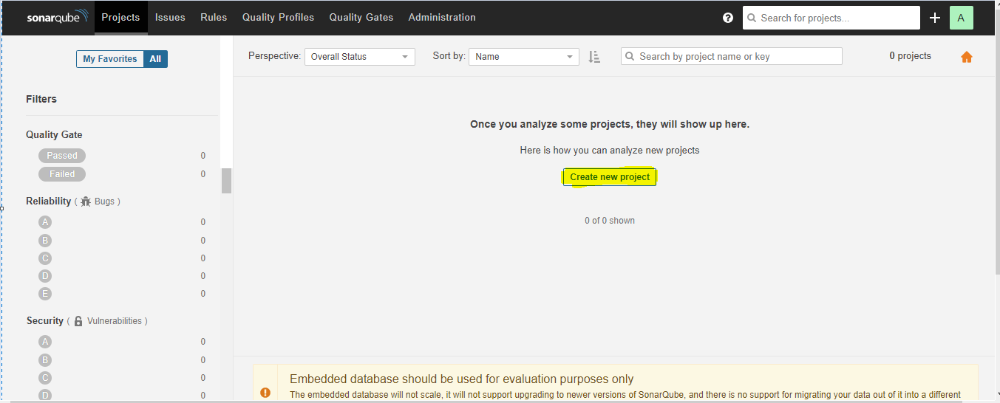 sonarqube Projects Issues Rules Quality Profiles Quality Gates Administration Search for projects... A
My Favorites All
Perspective: Overall Status Sort by: Name Search by project name or key 0 projects
Filters
Quality Gate
Passed 0
Failed 0
Reliability ( Bugs )
A 0
B 0
C 0
D 0
E 0
Security ( Vulnerabilities )
A 0
B 0
C 0
D 0
Once you analyze some projects, they will show up here.
Here is how you can analyze new projects
Create new project
0 of 0 shown
Embedded database should be used for evaluation purposes only
The embedded database will not scale, it will not support upgrading to newer versions of SonarQube, and there is no support for migrating your data out of it into a different